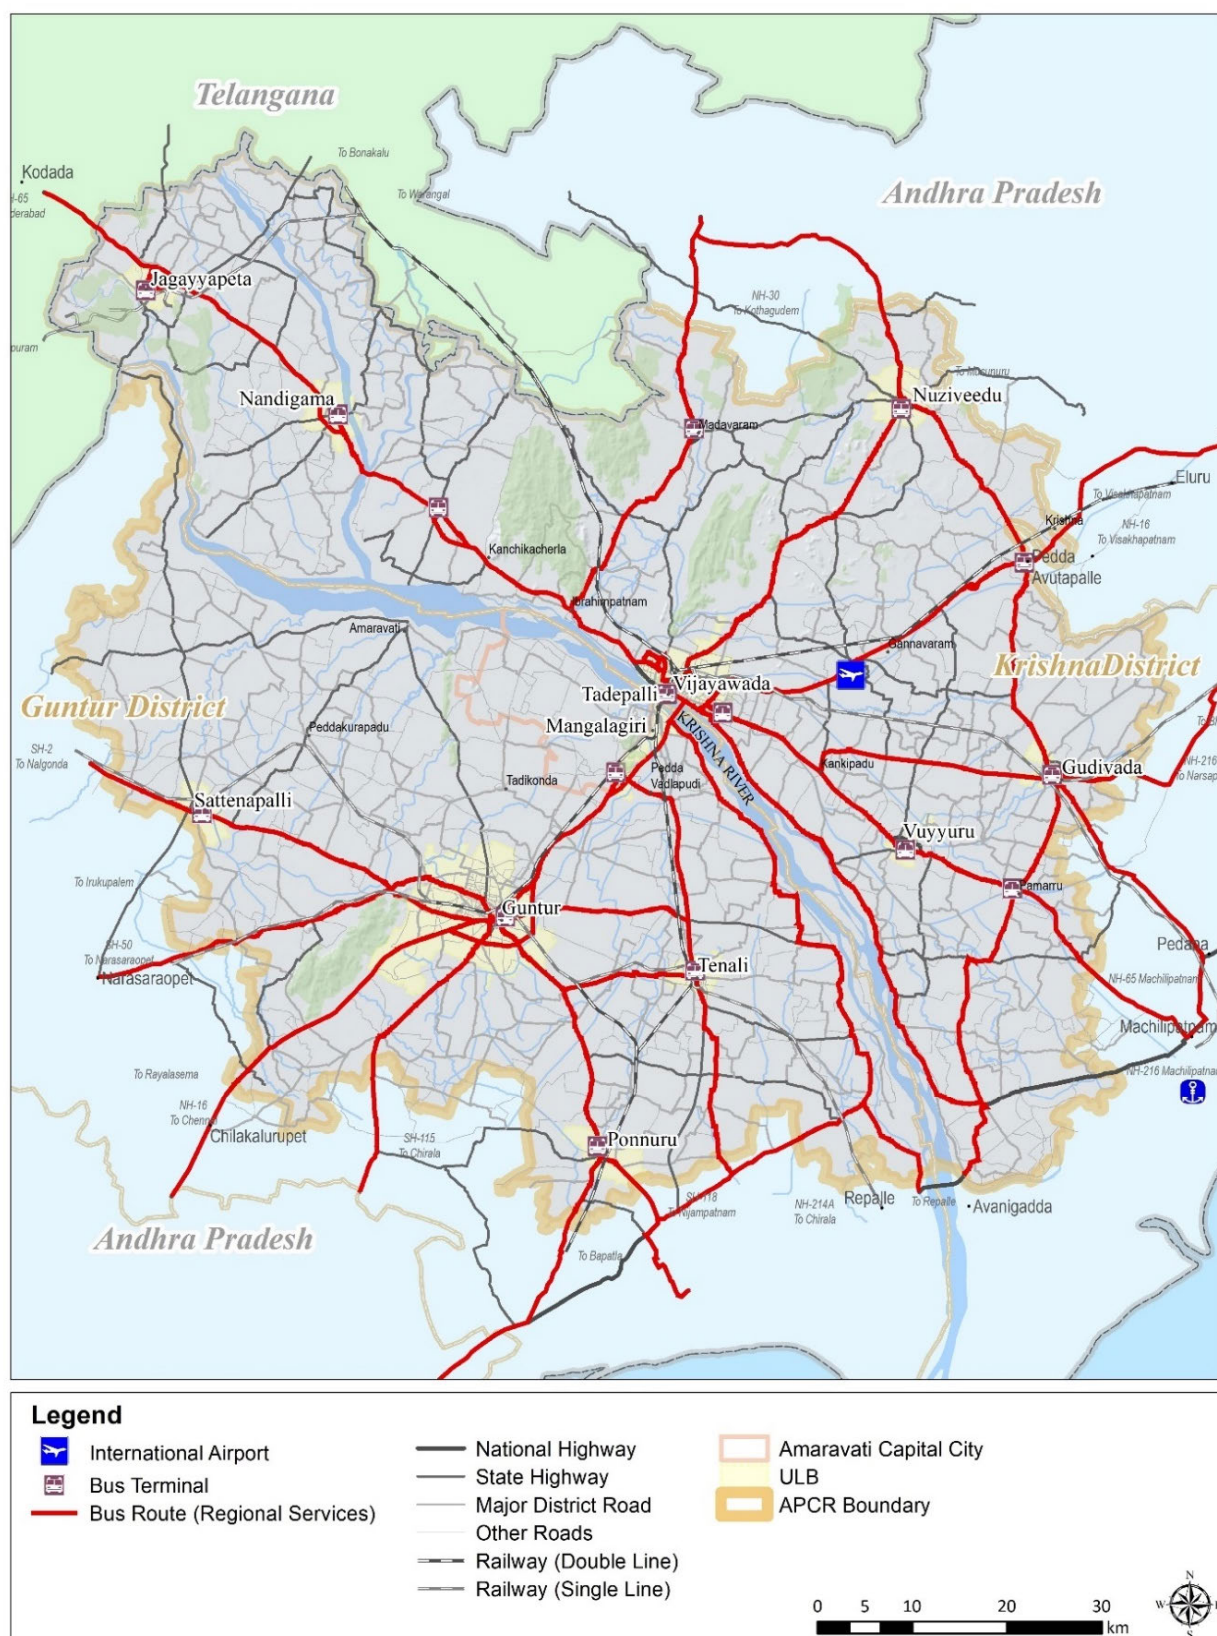 Telangana
To Bonakalu
Kodada
To Warangal
Andhra Pradesh
Jagayyapeta
NH-30
To Kothagudem
Nandigama
Nuziveedu
Madavaram
Eluru
To Visakhapatnam
Krishna
NH-16
To Visakhapatnam
Kanchikacherla
Pedda
Avutapalle
Ibrahimpatnam
Amaravati
Gannavaram
KrishnaDistrict
Guntur District
Tadepalli
Vijayawada
Mangalagiri
KRISHNA RIVER
Peddakurapadu
SH-2
To Nalgonda
Tadikonda
Pedda
Vadlapudi
Kankipadu
Gudivada
NH-216
Sattenapalli
Vuyyuru
To Irukupalem
Pamarru
Guntur
SH-50
To Narasaraopet
Narasaraopet
Tenali
Pedana
NH-65 Machilipatnam
Machilipatnam
To Rayalasema
NH-216 Machilipatnam
NH-16
To Chennai
Chilakalurupet
SH-115
To Chirala
Ponnuru
NH-214A
To Chirala
Repalle
To Repalle
Avanigadda
To Nijampatnam
Andhra Pradesh
To Bapatla
Legend
International Airport
Bus Terminal
Bus Route (Regional Services)
National Highway
State Highway
Major District Road
Other Roads
Railway (Double Line)
Railway (Single Line)
Amaravati Capital City
ULB
APCR Boundary
N
W
S
0 5 10 20 30
km